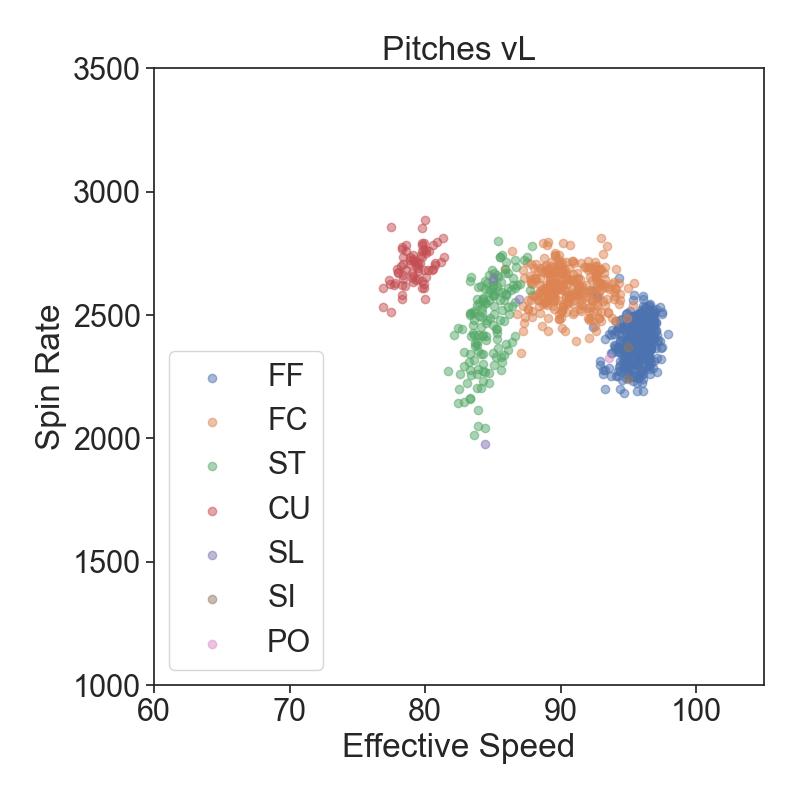 Pitches vL
3500
3000
2500
2000
1500
1000
Spin Rate
FF
FC
ST
CU
SL
SI
PO
60 70 80 90 100
Effective Speed